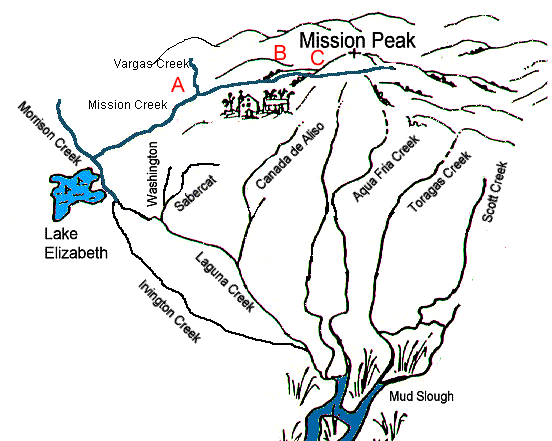 Mission Peak
B
C
Vargas Creek
A
Mission Creek
Morrison Creek
Washington
Sabercat
Canada de Aliso
Aqua Fria Creek
Toragas Creek
Scott Creek
Lake
Elizabeth
Laguna Creek
Irvington Creek
Mud Slough